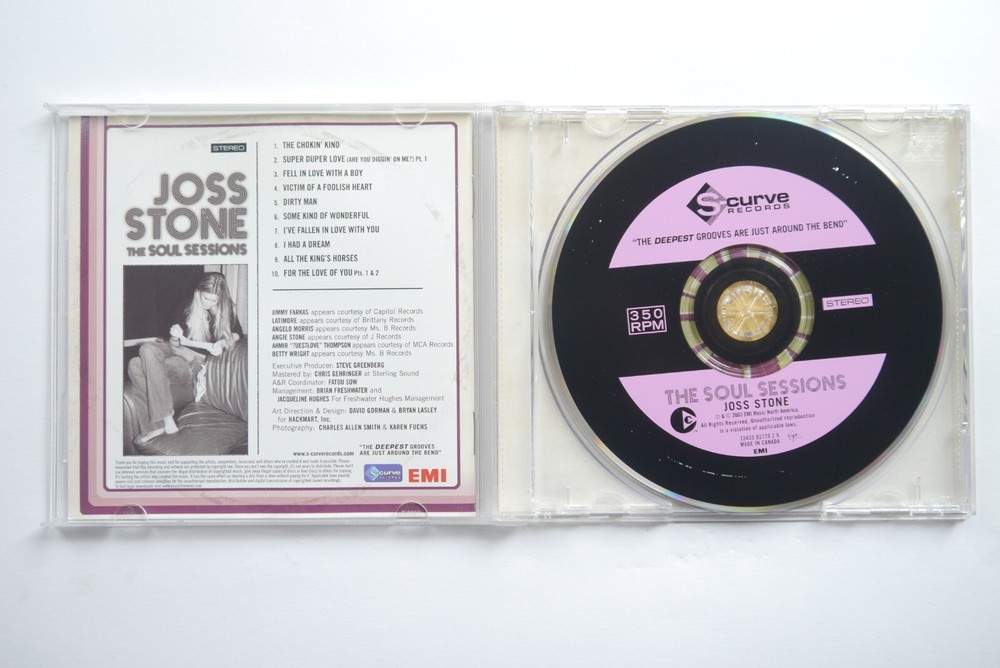 STEREO
JOSS
STONE
THE SOUL SESSIONS
1. THE CHOKIN' KIND
2. SUPER DUPER LOVE (ARE YOU DIGGIN' ON ME?) Pt. 1
3. FELL IN LOVE WITH A BOY
4. VICTIM OF A FOOLISH HEART
5. DIRTY MAN
6. SOME KIND OF WONDERFUL
7. I'VE FALLEN IN LOVE WITH YOU
8. I HAD A DREAM
9. ALL THE KING'S HORSES
10. FOR THE LOVE OF YOU Pts. 1 & 2
JIMMY FARKAS appears courtesy of Capitol Records
LATIMORE appears courtesy of Brittany Records
ANGELO MORRIS appears courtesy Ms. B Records
ANGIE STONE appears courtesy of J Records
AHMIR "?UESTLOVE" THOMPSON appears courtesy of MCA Records
BETTY WRIGHT appears courtesy Ms. B Records
Executive Producer: STEVE GREENBERG
Mastered by: CHRIS GEHRINGER at Sterling Sound
A&R Coordinator: FATOU SOW
Management: BRIAN FRESHWATER and
JACQUELINE HUGHES For Freshwater Hughes Management
Art Direction & Design: DAVID GORMAN & BRYAN LASLEY
for HACKMART, Inc.
Photography: CHARLES ALLEN SMITH & KAREN FUCHS
www.s-curverecords.com
"THE DEEPEST GROOVES
ARE JUST AROUND THE BEND"
S curve
RECORDS
EMI
S-curve
RECORDS
"THE DEEPEST GROOVES ARE JUST AROUND THE BEND"
350
RPM
STEREO
THE SOUL SESSIONS
JOSS STONE
℗ & © 2003 EMI Music North America.
All Rights Reserved. Unauthorized reproduction
is a violation of applicable laws.
MADE IN CANADA
Virgin
EMI